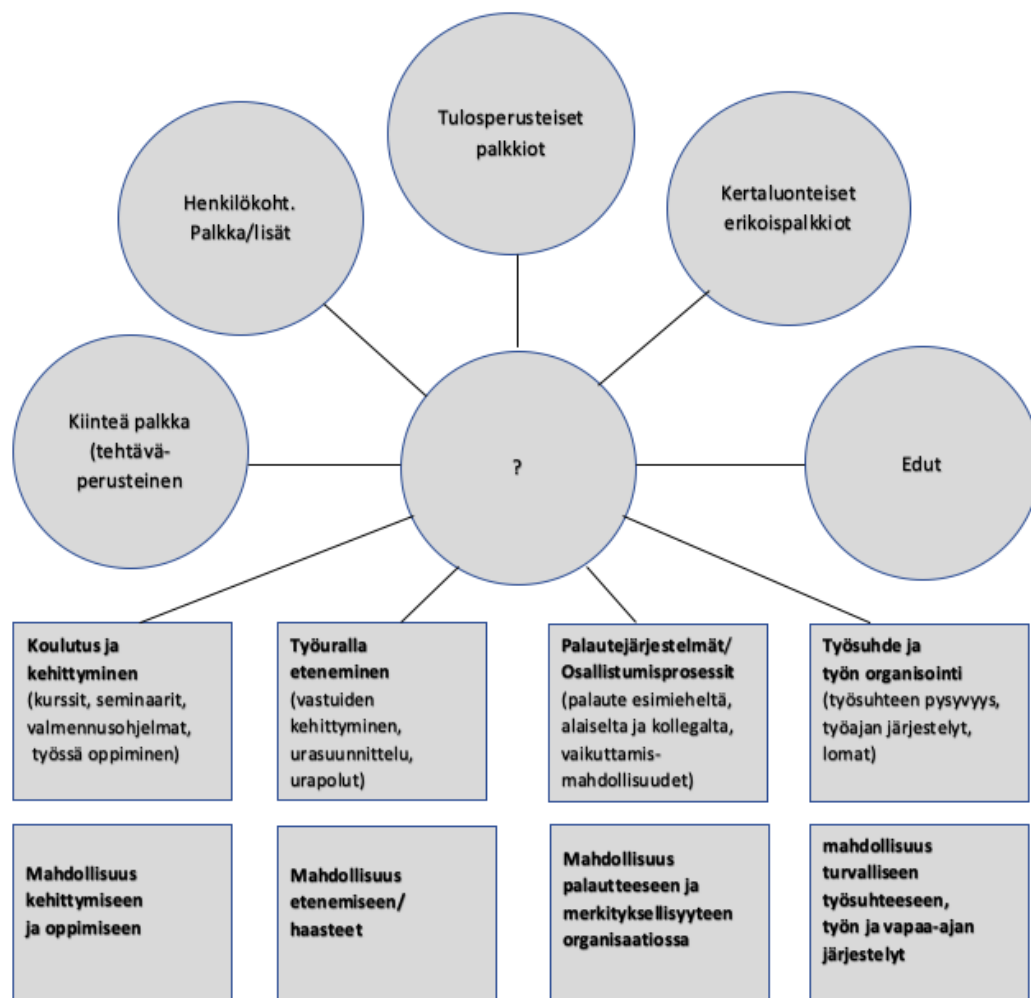 Tulosperusteiset
palkkiot
Henkilökoht.
Palkka/lisät
Kertaluonteiset
erikoispalkkiot
Kiinteä palkka
(tehtävä-
perusteinen
?
Edut
Koulutus ja
kehittyminen
(kurssit, seminaarit,
valmennusohjelmat,
työssä oppiminen)
Työuralla
eteneminen
(vastuiden
kehittyminen,
urasuunnittelu,
urapolut)
Palautejärjestelmät/
Osallistumisprosessit
(palaute esimieheltä,
alaiselta ja kollegalta,
vaikuttamis-
mahdollisuudet)
Työsuhde ja
työn organisointi
(työsuhteen pysyvyys,
työajan järjestelyt,
lomat)
Mahdollisuus
kehittymiseen
ja oppimiseen
Mahdollisuus
etenemiseen/
haasteet
Mahdollisuus
palautteeseen ja
merkityksellisyyteen
organisaatiossa
mahdollisuus
turvalliseen
työsuhteeseen,
työn ja vapaa-ajan
järjestelyt